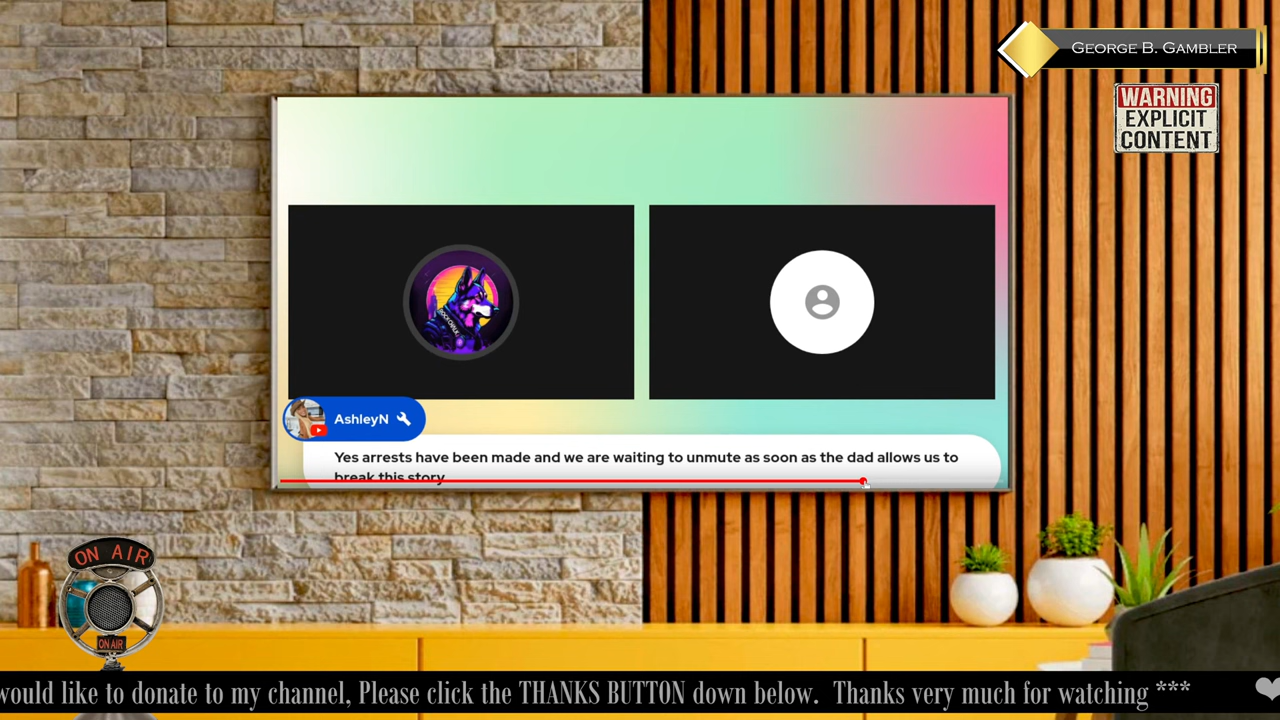 George B. Gambler
WARNING
EXPLICIT
CONTENT
AshleyN
Yes arrests have been made and we are waiting to unmute as soon as the dad allows us to
break this story
ON AIR
ON AIR
would like to donate to my channel, Please click the THANKS BUTTON down below. Thanks very much for watching ***